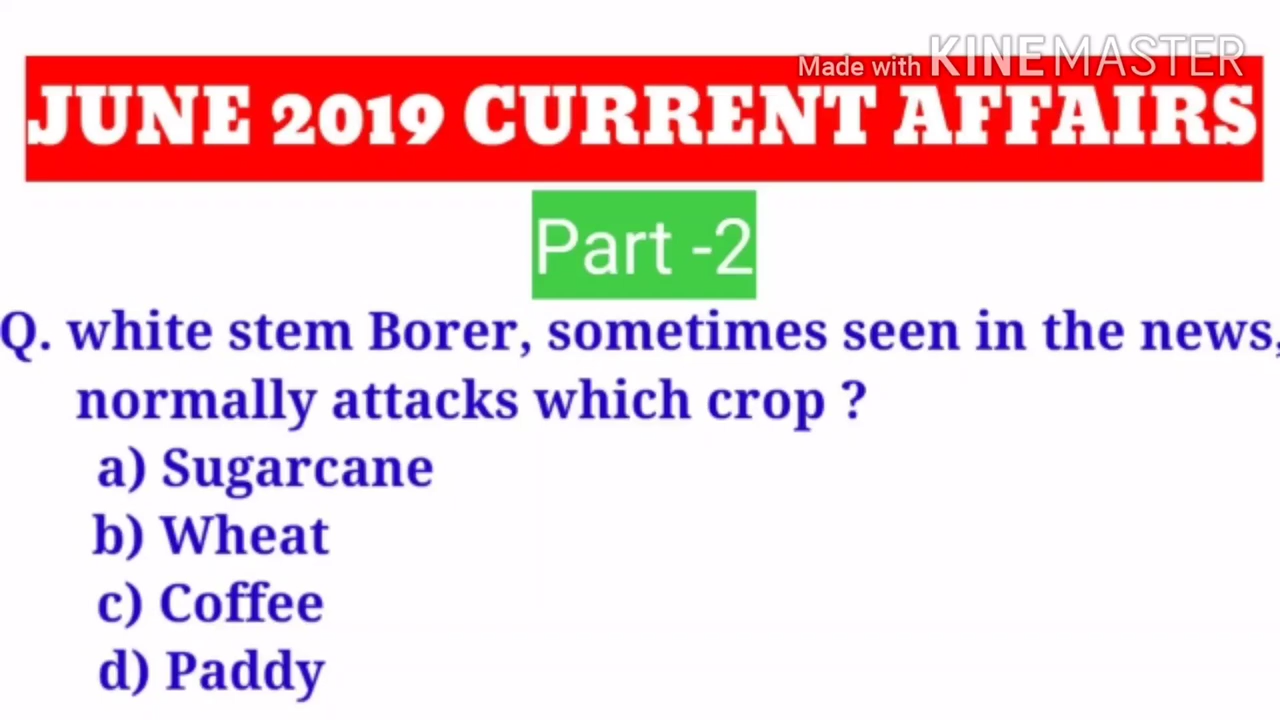 Made with KINEMASTER
JUNE 2019 CURRENT AFFAIRS
Part -2
Q. white stem Borer, sometimes seen in the news,
normally attacks which crop ?
a) Sugarcane
b) Wheat
c) Coffee
d) Paddy